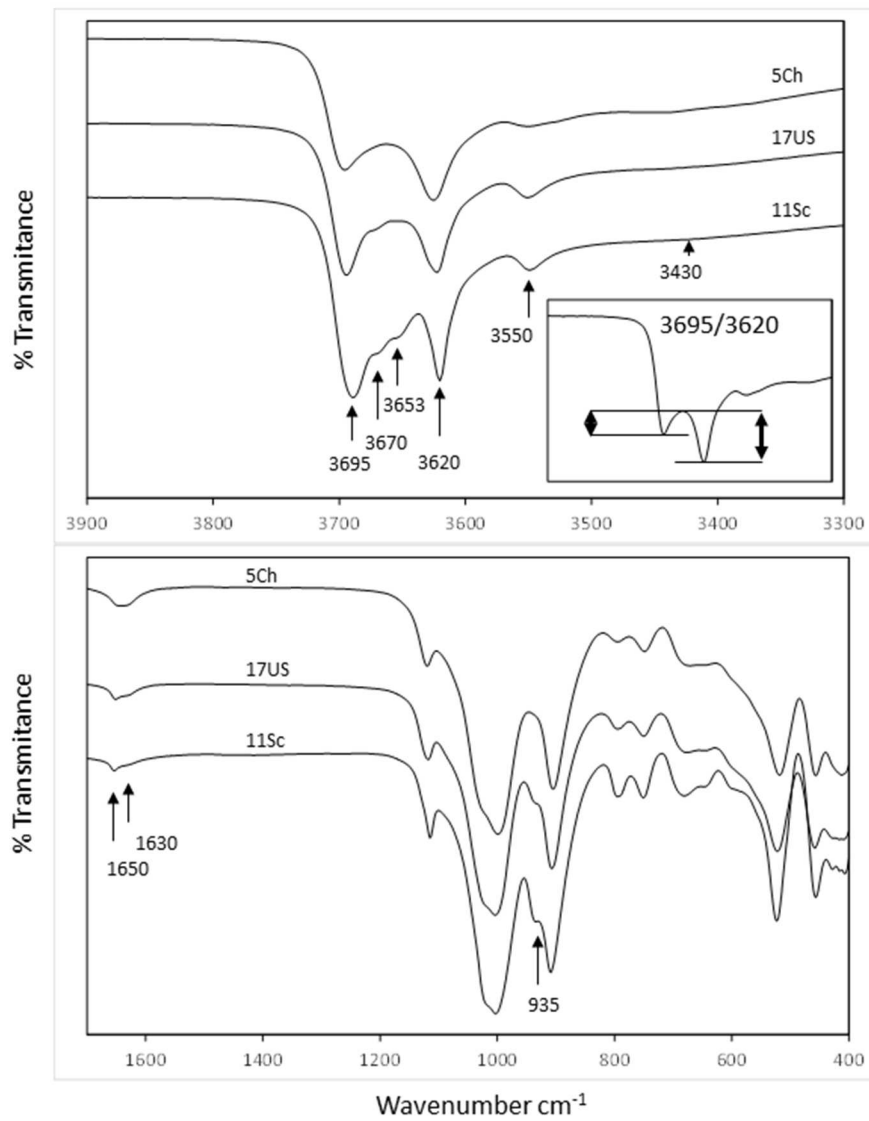 % Transmitance
5Ch
17US
11Sc
3430
3550
3695/3620
3653
3670
3695
3620
3900 3800 3700 3600 3500 3400 3300
% Transmitance
5Ch
17US
11Sc
1630
1650
935
1600 1400 1200 1000 800 600 400
Wavenumber cm-1